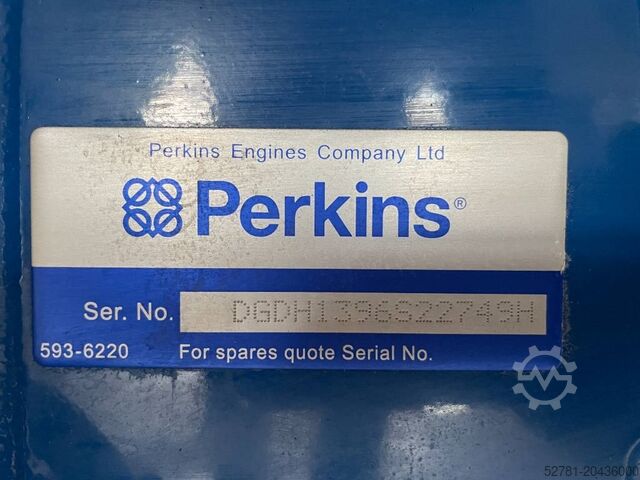 Perkins Engines Company Ltd
Perkins®
Ser. No. DGDH1396S22749H
593-6220 For spares quote Serial No.
52781-20436000